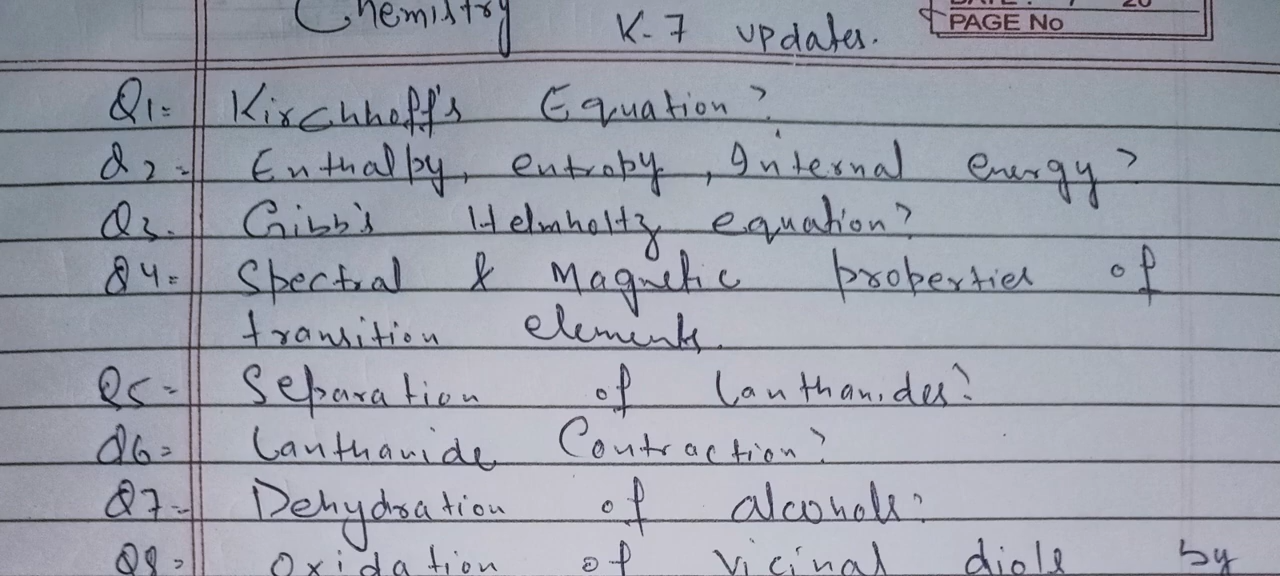 Chemistry K-7 updates.
PAGE No
Q1= Kirchhoff's Equation?
Q2= Enthalpy, entropy, Internal energy?
Q3. Gibb's Helmholtz equation?
Q4= Spectral & Magnetic properties of
transition elements.
Q5= Separation of lanthanides?
Q6= Lanthanide Contraction?
Q7= Dehydration of alcohols?
Q8= Oxidation of vicinal diols by